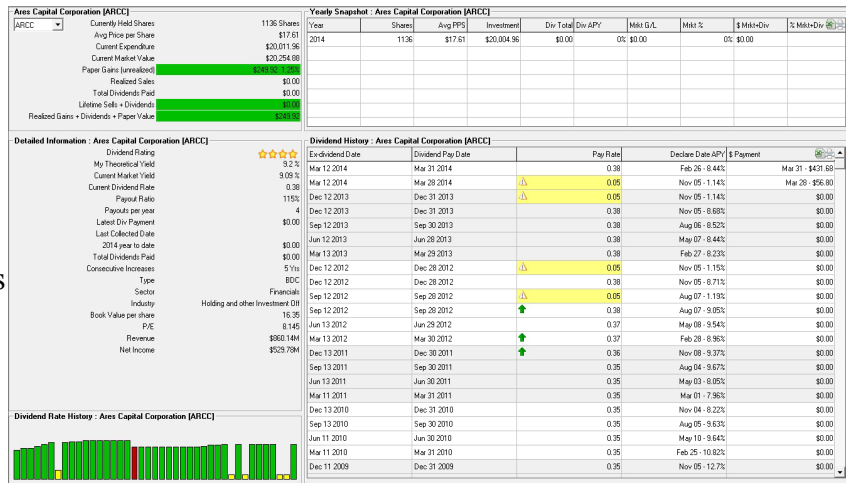 Ares Capital Corporation [ARCC]
ARCC
Currently Held Shares 1136 Shares
Avg Price per Share $17.61
Current Expenditure $20,011.96
Current Market Value $20,254.88
Paper Gains (unrealized) $249.92 1.25%
Realized Sales $0.00
Total Dividends Paid $0.00
Lifetime Sells + Dividends $0.00
Realized Gains + Dividends + Paper Value $249.92
Yearly Snapshot : Ares Capital Corporation [ARCC]
Year Shares Avg PPS Investment Div Total Div APY Mrkt G/L Mrkt % $ Mrkt+Div % Mrkt+Div
2014 1136 $17.61 $20,004.96 $0.00 0% $0.00 0% $0.00
Detailed Information : Ares Capital Corporation [ARCC]
Dividend Rating
My Theoretical Yield 9.2 %
Current Market Yield 9.09 %
Current Dividend Rate 0.38
Payout Ratio 115%
Payouts per year 4
Latest Div Payment $0.00
Last Collected Date
2014 year to date $0.00
Total Dividends Paid $0.00
Consecutive Increases 5 Yrs
Type BDC
Sector Financials
Industry Holding and other Investment Off
Book Value per share 16.35
P/E 8.145
Revenue $860.14M
Net Income $529.78M
S
Dividend Rate History : Ares Capital Corporation [ARCC]
Dividend History : Ares Capital Corporation [ARCC]
Ex-dividend Date Dividend Pay Date Pay Rate Declare Date APY $ Payment
Mar 12 2014 Mar 31 2014 0.38 Feb 26 - 8.44% Mar 31 - $431.68
Mar 12 2014 Mar 28 2014 0.05 Nov 05 - 1.14% Mar 28 - $56.80
Dec 12 2013 Dec 31 2013 0.05 Nov 05 - 1.14% $0.00
Dec 12 2013 Dec 31 2013 0.38 Nov 05 - 8.68% $0.00
Sep 12 2013 Sep 30 2013 0.38 Aug 06 - 8.52% $0.00
Jun 12 2013 Jun 28 2013 0.38 May 07 - 8.44% $0.00
Mar 13 2013 Mar 29 2013 0.38 Feb 27 - 8.23% $0.00
Dec 12 2012 Dec 28 2012 0.05 Nov 05 - 1.15% $0.00
Dec 12 2012 Dec 28 2012 0.38 Nov 05 - 8.71% $0.00
Sep 12 2012 Sep 28 2012 0.05 Aug 07 - 1.19% $0.00
Sep 12 2012 Sep 28 2012 0.38 Aug 07 - 9.05% $0.00
Jun 13 2012 Jun 29 2012 0.37 May 08 - 9.54% $0.00
Mar 13 2012 Mar 30 2012 0.37 Feb 28 - 8.96% $0.00
Dec 13 2011 Dec 30 2011 0.36 Nov 08 - 9.37% $0.00
Sep 13 2011 Sep 30 2011 0.35 Aug 04 - 9.67% $0.00
Jun 13 2011 Jun 30 2011 0.35 May 03 - 8.05% $0.00
Mar 11 2011 Mar 31 2011 0.35 Mar 01 - 7.96% $0.00
Dec 13 2010 Dec 31 2010 0.35 Nov 04 - 8.22% $0.00
Sep 13 2010 Sep 30 2010 0.35 Aug 05 - 9.63% $0.00
Jun 11 2010 Jun 30 2010 0.35 May 10 - 9.64% $0.00
Mar 11 2010 Mar 31 2010 0.35 Feb 25 - 10.82% $0.00
Dec 11 2009 Dec 31 2009 0.35 Nov 05 - 12.7% $0.00